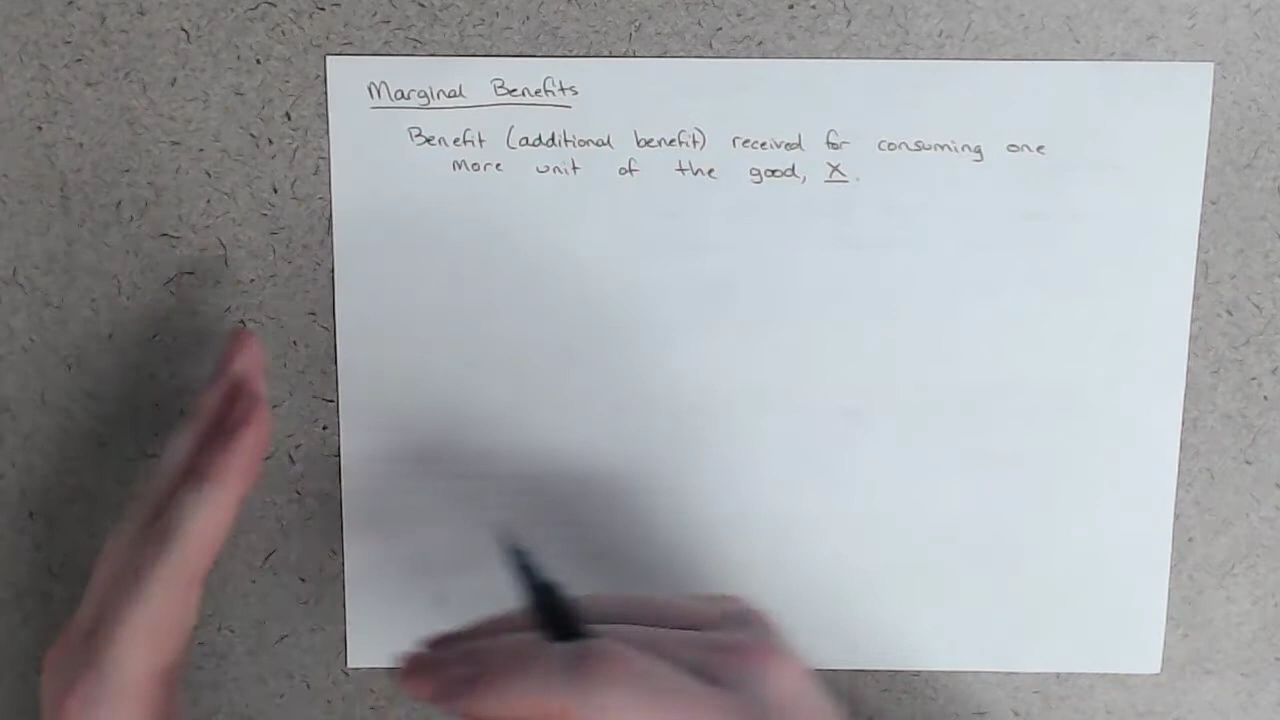 Marginal Benefits
Benefit (additional benefit) received for consuming one
more unit of the good, X.